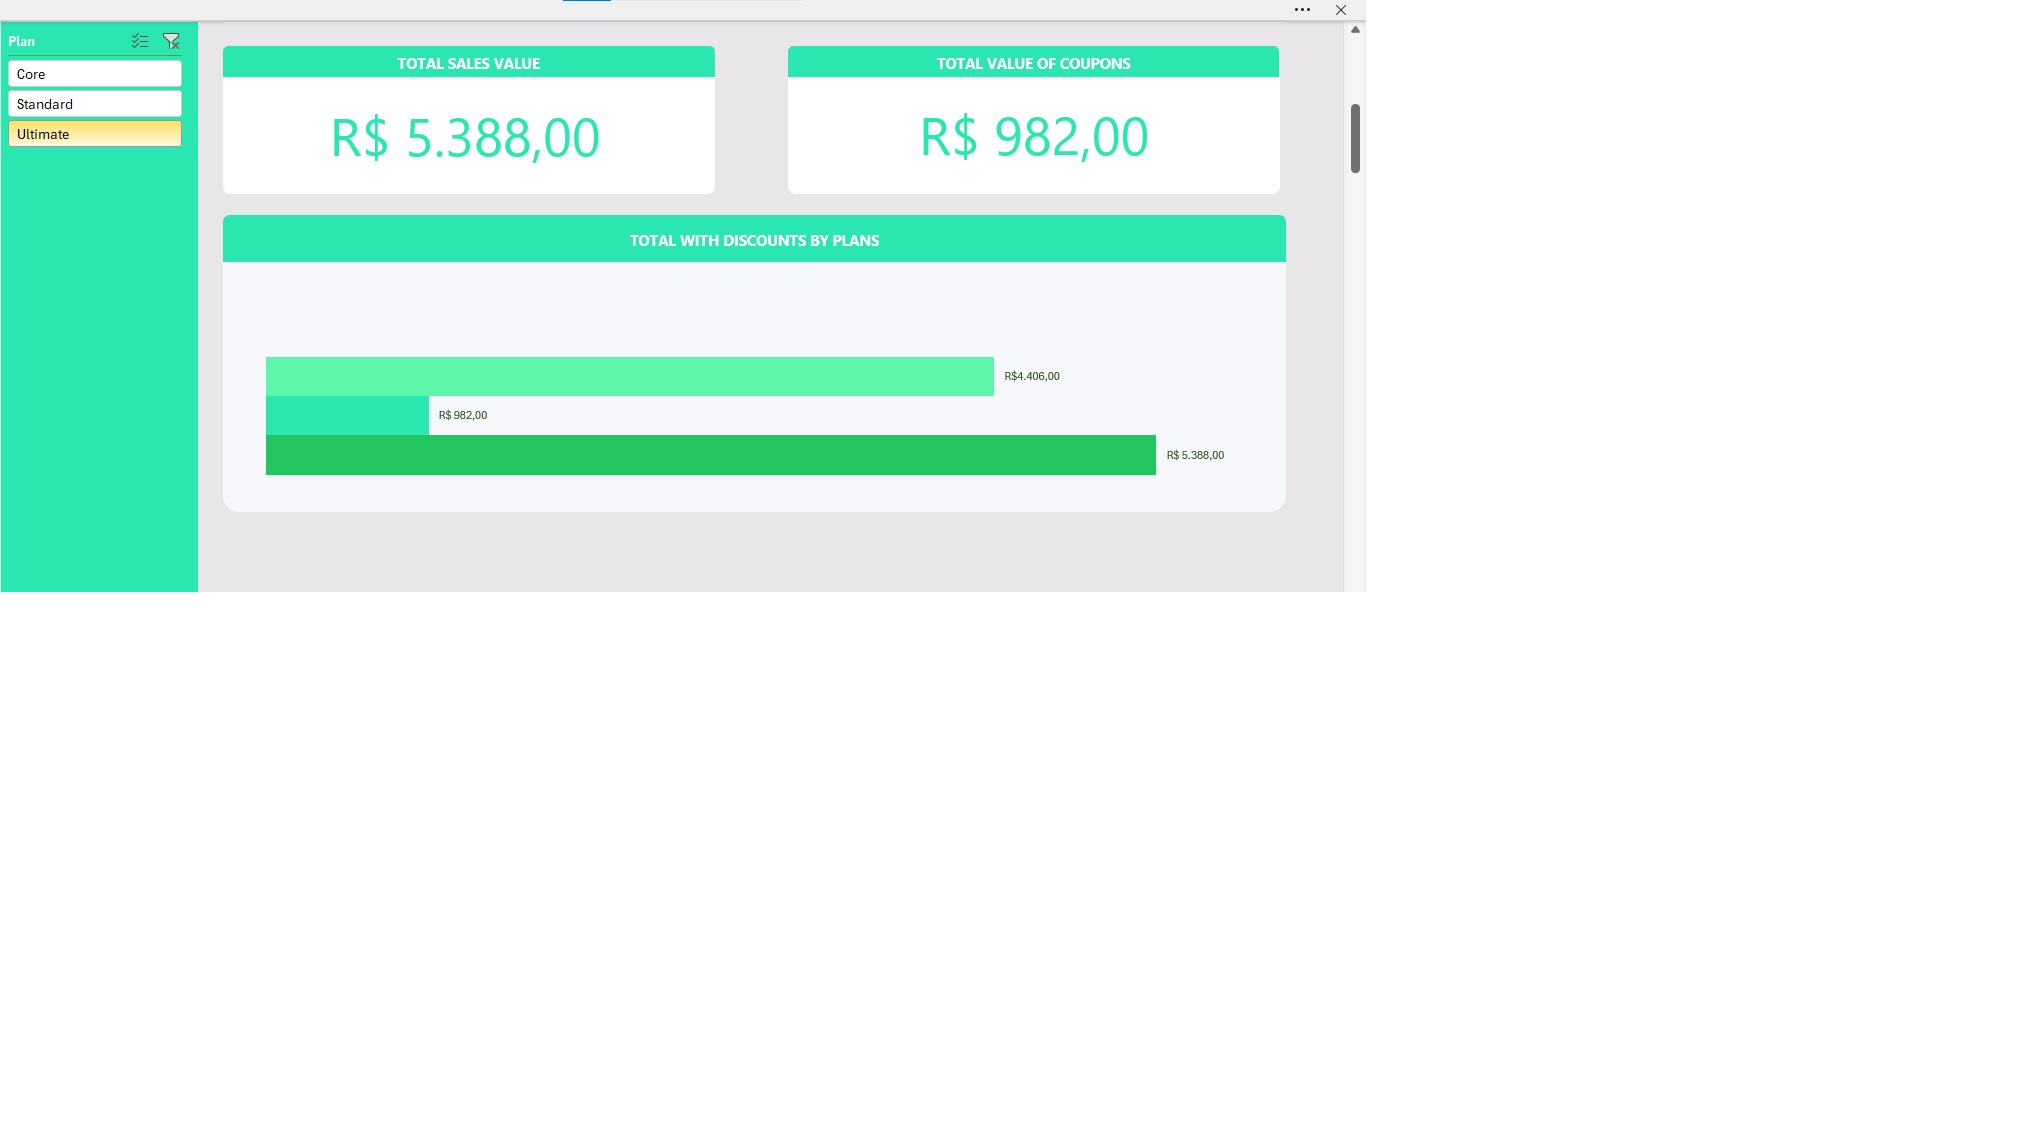 Plan
Core
Standard
Ultimate
TOTAL SALES VALUE
R$ 5.388,00
TOTAL VALUE OF COUPONS
R$ 982,00
TOTAL WITH DISCOUNTS BY PLANS
R$4.406,00
R$ 982,00
R$ 5.388,00